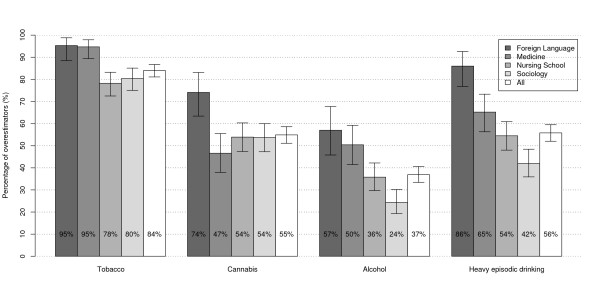 Percentage of overestimators (%)
100
90
80
70
60
50
40
30
20
10
0
Foreign Language
Medicine
Nursing School
Sociology
All
95% 95% 78% 80% 84%
74% 47% 54% 54% 55%
57% 50% 36% 24% 37%
86% 65% 54% 42% 56%
Tobacco Cannabis Alcohol Heavy episodic drinking